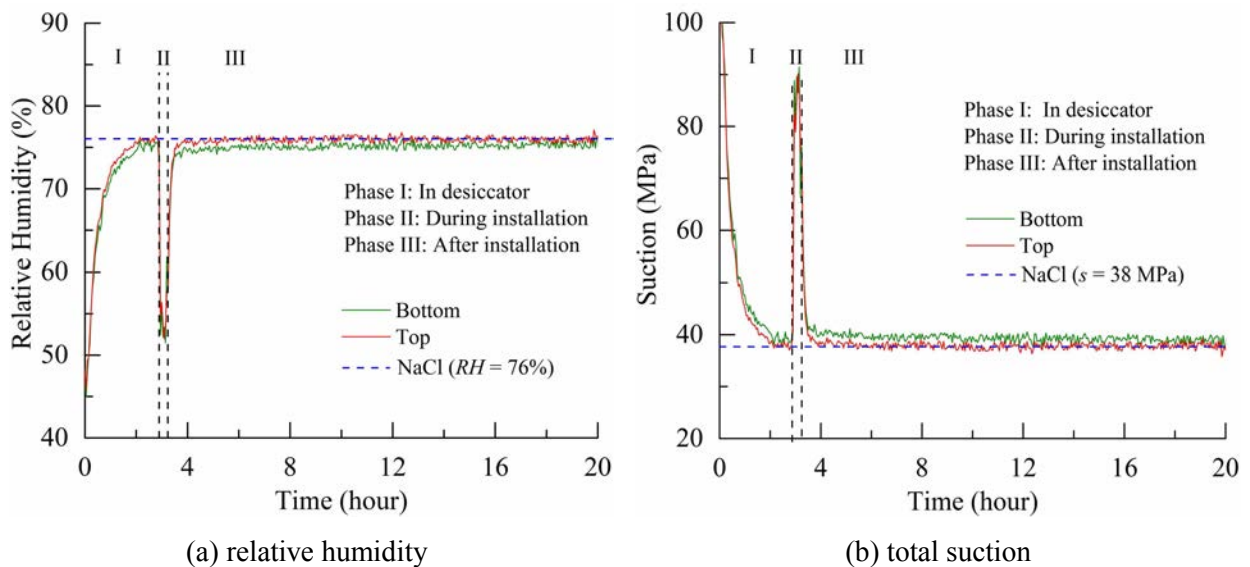 90
80
70
60
50
40
Relative Humidity (%)
I
II
III
Phase I: In desiccator
Phase II: During installation
Phase III: After installation
Bottom
Top
NaCl (RH = 76%)
0
4
8
12
16
20
Time (hour)
(a) relative humidity
100
80
60
40
20
Suction (MPa)
I
II
III
Phase I: In desiccator
Phase II: During installation
Phase III: After installation
Bottom
Top
NaCl (s = 38 MPa)
0
4
8
12
16
20
Time (hour)
(b) total suction